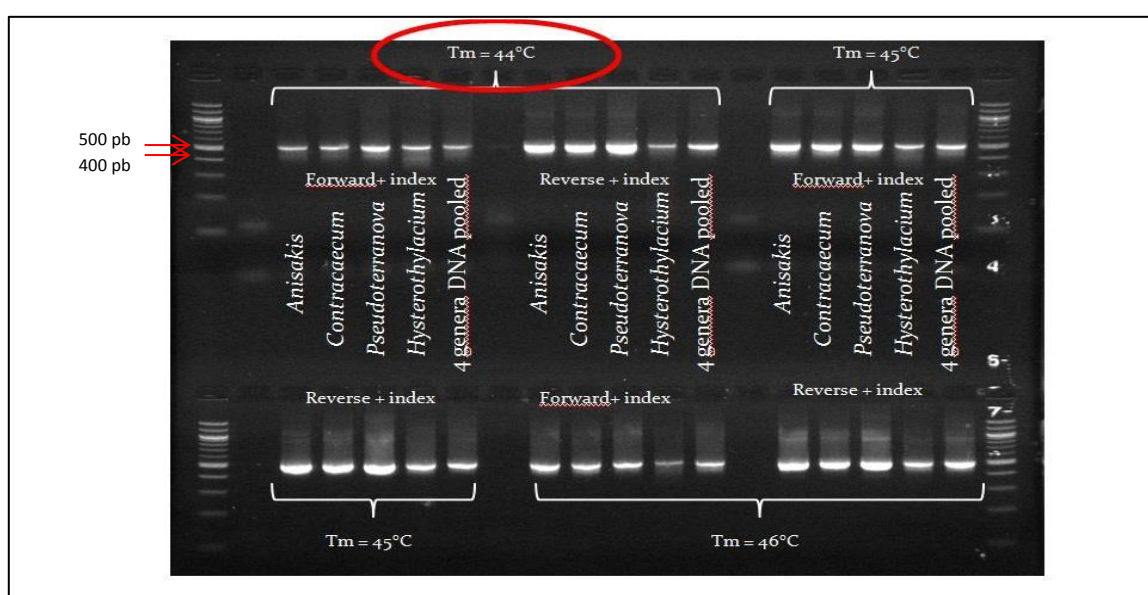 Tm = 44°C
Tm = 45°C
500 pb
400 pb
Forward+ index
Reverse + index
Forward+ index
Anisakis
Contracaecum
Pseudoterranova
Hysterothylacium
4 genera DNA pooled
Anisakis
Contracaecum
Pseudoterranova
Hysterothylacium
4 genera DNA pooled
Anisakis
Contracaecum
Pseudoterranova
Hysterothylacium
4 genera DNA pooled
4
Reverse + index
Forward+ index
Reverse + index
7-
Tm = 45°C
Tm = 46°C